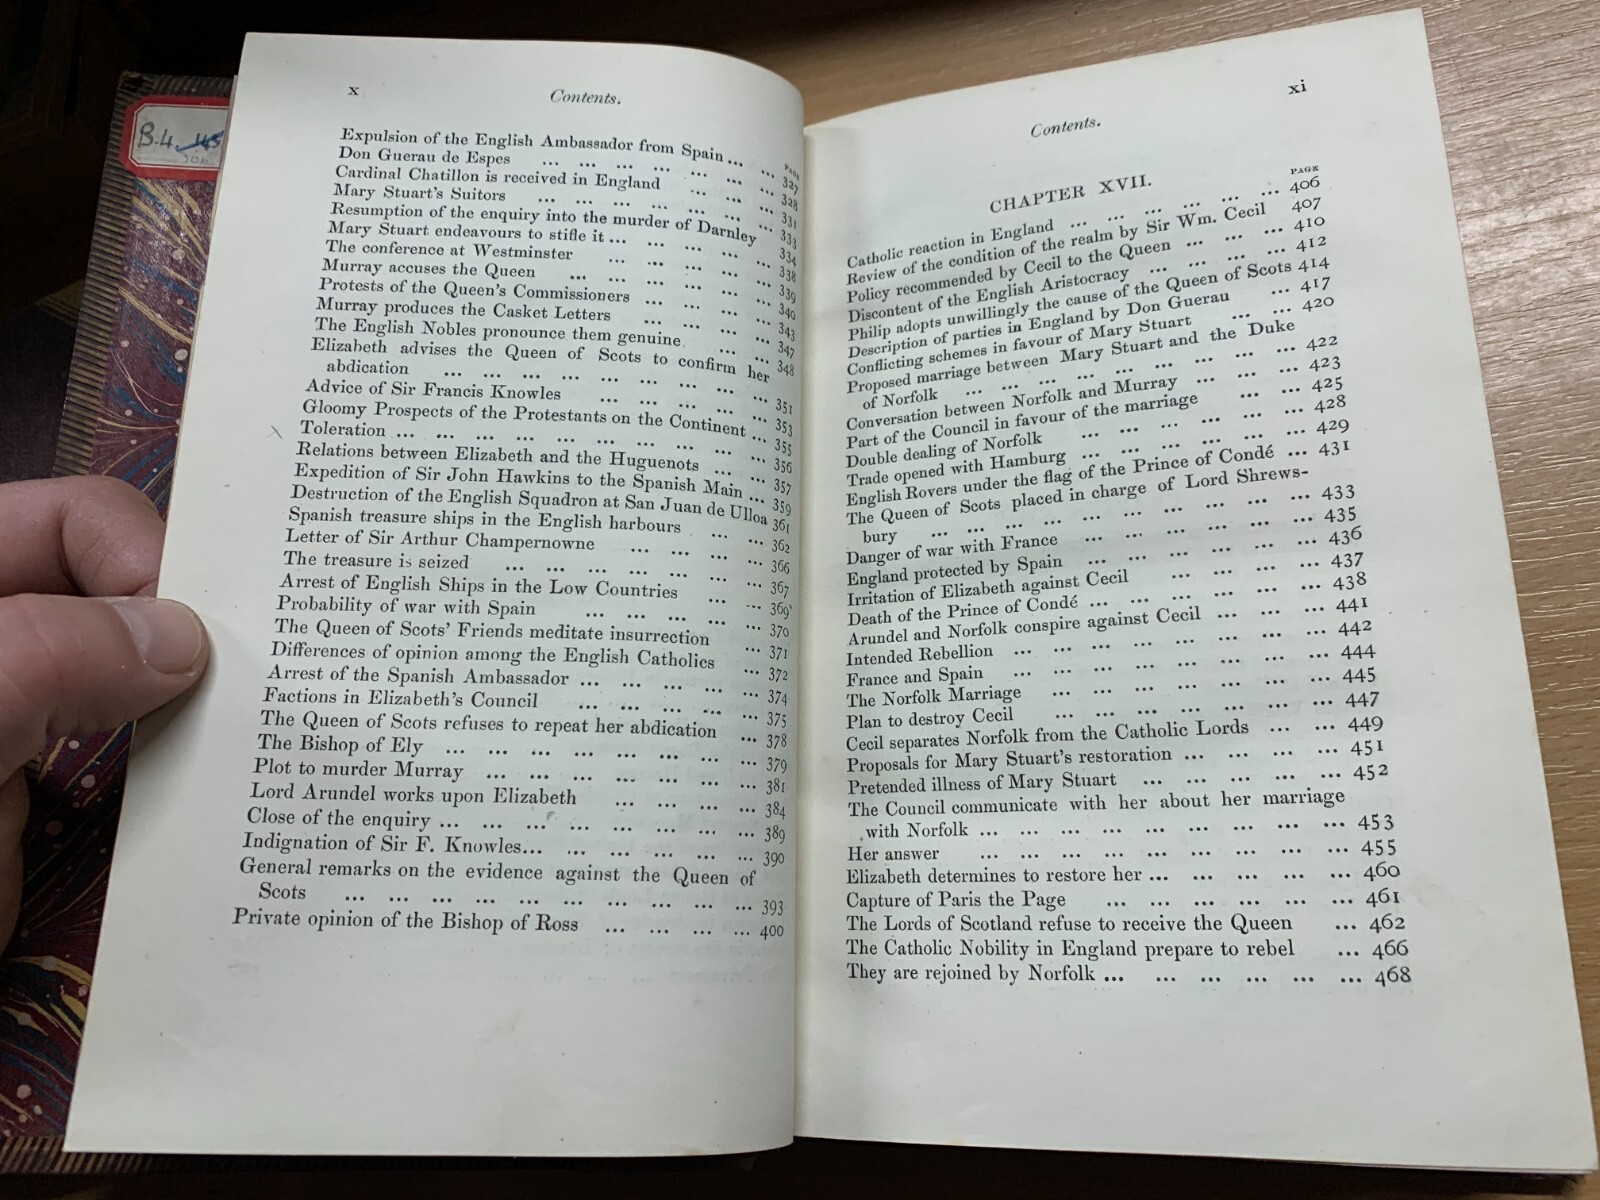 B.4. 145
x
Contents.
PAGE
Expulsion of the English Ambassador from Spain ... ... 327
Don Guerau de Espes ... ... ... ... ... ... 328
Cardinal Chatillon is received in England ... ... ... 331
Mary Stuart's Suitors ... ... ... ... ... ... 333
Resumption of the enquiry into the murder of Darnley ... 334
Mary Stuart endeavours to stifle it ... ... ... ... ... 338
The conference at Westminster ... ... ... ... ... 339
Murray accuses the Queen ... ... ... ... ... 340
Protests of the Queen's Commissioners ... ... ... ... 343
Murray produces the Casket Letters ... ... ... ... 347
The English Nobles pronounce them genuine ... ... 348
Elizabeth advises the Queen of Scots to confirm her
abdication ... ... ... ... ... ... ... ... ... 351
Advice of Sir Francis Knowles ... ... ... ... ... 353
Gloomy Prospects of the Protestants on the Continent ... 355
Toleration ... ... ... ... ... ... ... ... ... ... 356
Relations between Elizabeth and the Huguenots ... ... 357
Expedition of Sir John Hawkins to the Spanish Main ... 359
Destruction of the English Squadron at San Juan de Ulloa 361
Spanish treasure ships in the English harbours ... ... 362
Letter of Sir Arthur Champernowne ... ... ... ... 366
The treasure is seized ... ... ... ... ... ... ... 367
Arrest of English Ships in the Low Countries ... ... 369
Probability of war with Spain ... ... ... ... ... 370
The Queen of Scots' Friends meditate insurrection ... 371
Differences of opinion among the English Catholics ... 372
Arrest of the Spanish Ambassador ... ... ... ... ... 374
Factions in Elizabeth's Council ... ... ... ... ... 375
The Queen of Scots refuses to repeat her abdication ... 378
The Bishop of Ely ... ... ... ... ... ... ... ... 379
Plot to murder Murray ... ... ... ... ... ... ... 381
Lord Arundel works upon Elizabeth ... ... ... ... 384
Close of the enquiry ... ... ... ... ... ... ... ... 389
Indignation of Sir F. Knowles... ... ... ... ... ... 390
General remarks on the evidence against the Queen of
Scots ... ... ... ... ... ... ... ... ... ... 393
Private opinion of the Bishop of Ross ... ... ... ... 400
xi
Contents.
CHAPTER XVII.
PAGE
Catholic reaction in England ... ... ... ... ... ... 406
Review of the condition of the realm by Sir Wm. Cecil 407
Policy recommended by Cecil to the Queen ... ... ... 410
Discontent of the English Aristocracy ... ... ... ... 412
Philip adopts unwillingly the cause of the Queen of Scots 414
Description of parties in England by Don Guerau ... 417
Conflicting schemes in favour of Mary Stuart ... ... 420
Proposed marriage between Mary Stuart and the Duke
of Norfolk ... ... ... ... ... ... ... ... ... 422
Conversation between Norfolk and Murray ... ... ... 423
Part of the Council in favour of the marriage ... ... 425
Double dealing of Norfolk ... ... ... ... ... ... 428
Trade opened with Hamburg ... ... ... ... ... ... 429
English Rovers under the flag of the Prince of Condé ... 431
The Queen of Scots placed in charge of Lord Shrews-
bury ... ... ... ... ... ... ... ... ... ... 433
Danger of war with France ... ... ... ... ... ... 435
England protected by Spain ... ... ... ... ... ... 436
Irritation of Elizabeth against Cecil ... ... ... ... 437
Death of the Prince of Condé ... ... ... ... ... ... 438
Arundel and Norfolk conspire against Cecil ... ... ... 441
Intended Rebellion ... ... ... ... ... ... ... ... 442
France and Spain ... ... ... ... ... ... ... ... 444
The Norfolk Marriage ... ... ... ... ... ... ... 445
Plan to destroy Cecil ... ... ... ... ... ... ... 447
Cecil separates Norfolk from the Catholic Lords ... ... 449
Proposals for Mary Stuart's restoration ... ... ... ... 451
Pretended illness of Mary Stuart ... ... ... ... ... 452
The Council communicate with her about her marriage
with Norfolk ... ... ... ... ... ... ... ... ... 453
Her answer ... ... ... ... ... ... ... ... ... 455
Elizabeth determines to restore her ... ... ... ... ... 460
Capture of Paris the Page ... ... ... ... ... ... 461
The Lords of Scotland refuse to receive the Queen ... 462
The Catholic Nobility in England prepare to rebel ... 466
They are rejoined by Norfolk ... ... ... ... ... ... 468